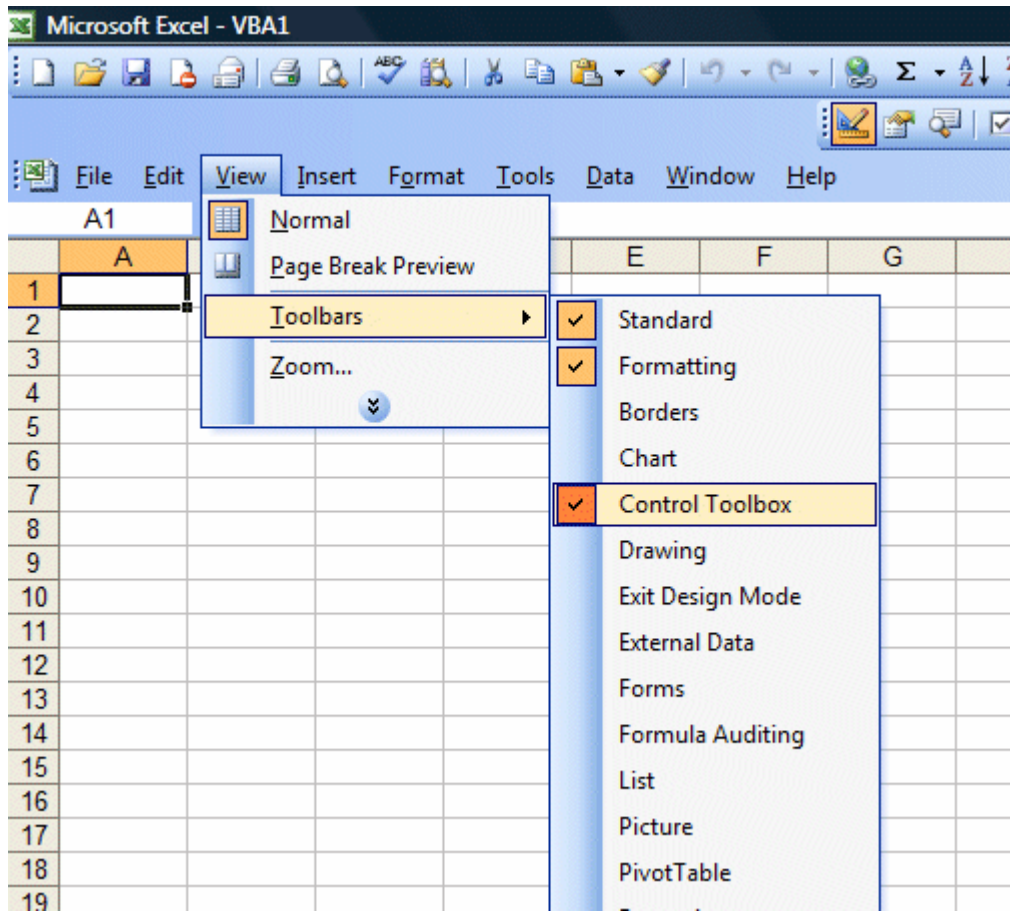 Microsoft Excel - VBA1
ABC
Σ
A
Z
File Edit View Insert Format Tools Data Window Help
A1
Normal
Page Break Preview
Toolbars
Zoom...
A E F G
Standard
Formatting
Borders
Chart
Control Toolbox
Drawing
Exit Design Mode
External Data
Forms
Formula Auditing
List
Picture
PivotTable
1
2
3
4
5
6
7
8
9
10
11
12
13
14
15
16
17
18
19